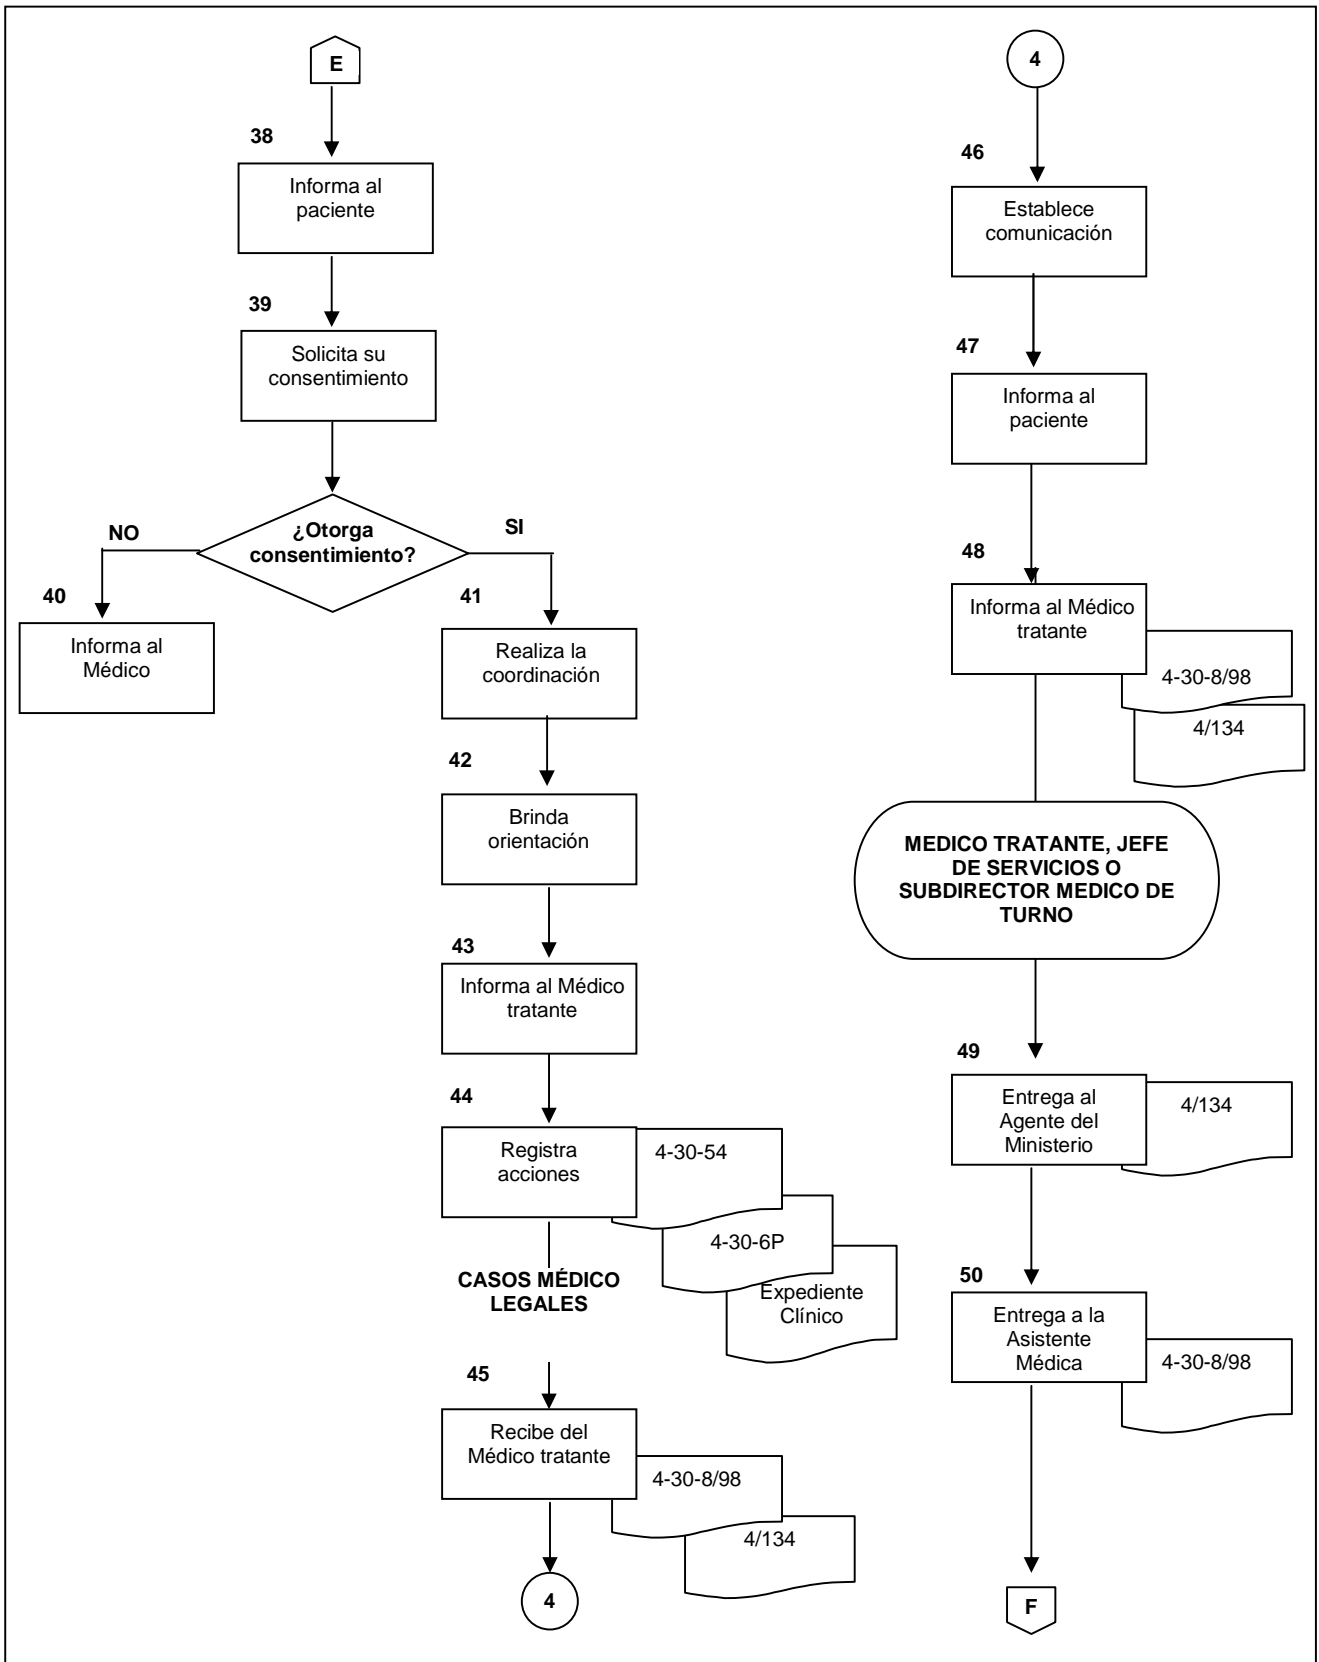 E
38
Informa al
paciente
39
Solicita su
consentimiento
¿Otorga
consentimiento?
NO
SI
40
Informa al
Médico
41
Realiza la
coordinación
42
Brinda
orientación
43
Informa al Médico
tratante
44
Registra
acciones
4-30-54
4-30-6P
Expediente
Clínico
CASOS MÉDICO
LEGALES
45
Recibe del
Médico tratante
4-30-8/98
4/134
4
4
46
Establece
comunicación
47
Informa al
paciente
48
Informa al Médico
tratante
4-30-8/98
4/134
MEDICO TRATANTE, JEFE
DE SERVICIOS O
SUBDIRECTOR MEDICO DE
TURNO
49
Entrega al
Agente del
Ministerio
4/134
50
Entrega a la
Asistente
Médica
4-30-8/98
F